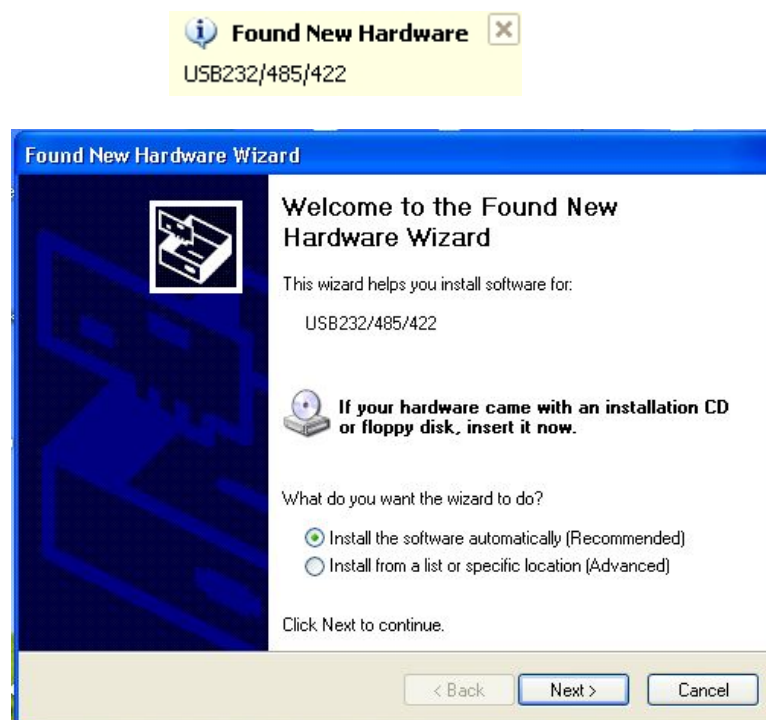 Found New Hardware
USB232/485/422
Found New Hardware Wizard
Welcome to the Found New
Hardware Wizard
This wizard helps you install software for:
USB232/485/422
If your hardware came with an installation CD
or floppy disk, insert it now.
What do you want the wizard to do?
Install the software automatically (Recommended)
Install from a list or specific location (Advanced)
Click Next to continue.
< Back Next > Cancel